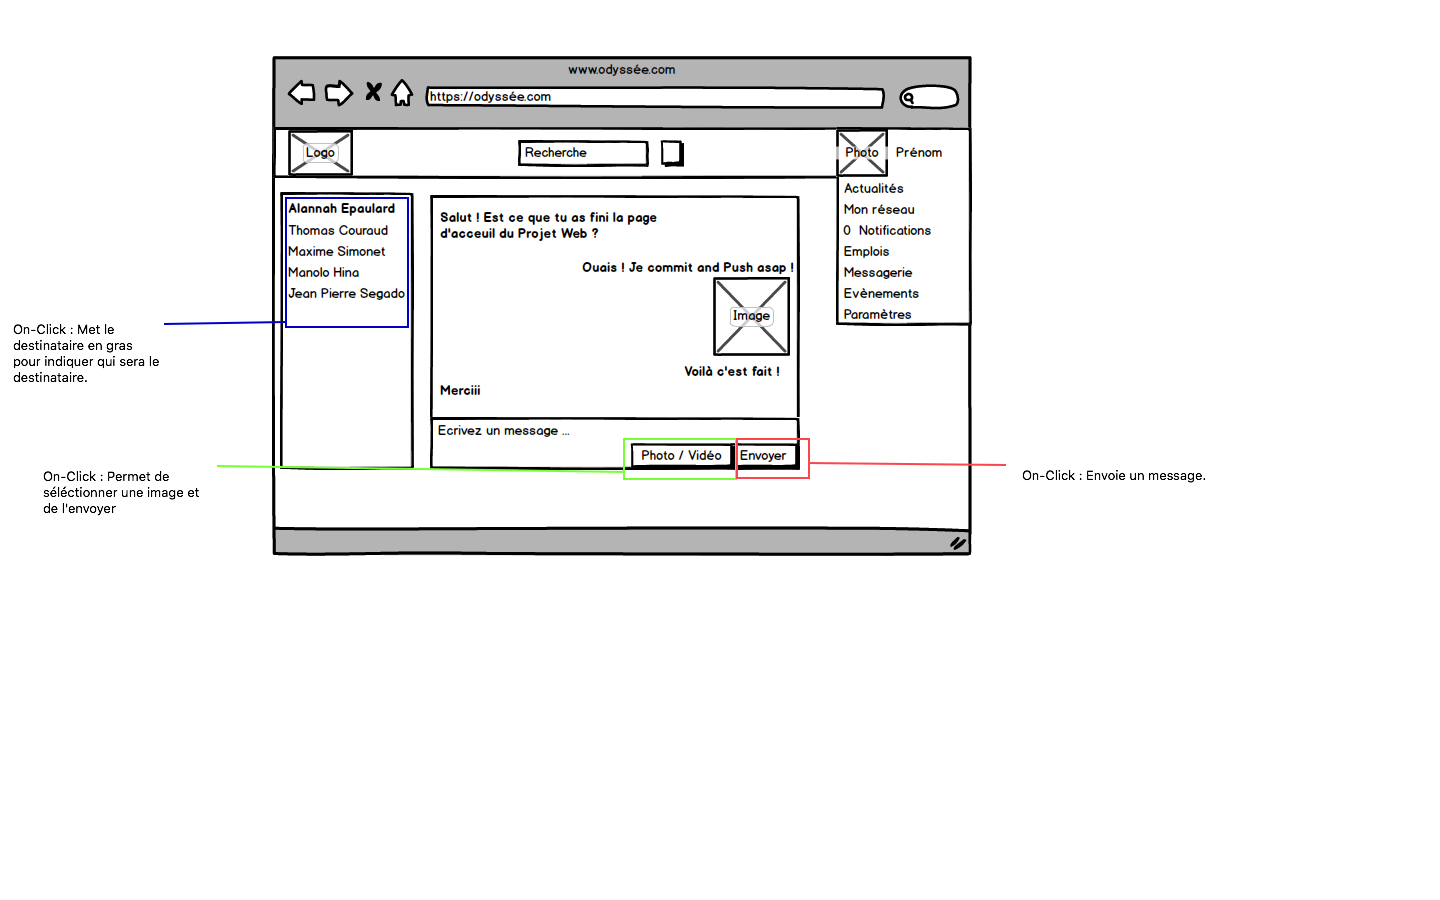 www.odyssée.com
https://odyssée.com
Logo
Recherche
Photo
Prénom
Actualités
Mon réseau
0 Notifications
Emplois
Messagerie
Evènements
Paramètres
Alannah Epaulard
Thomas Couraud
Maxime Simonet
Manolo Hina
Jean Pierre Segado
Salut ! Est ce que tu as fini la page
d'acceuil du Projet Web ?
Ouais ! Je commit and Push asap !
Image
Voilà c'est fait !
Merciii
Ecrivez un message ...
Photo / Vidéo
Envoyer
On-Click : Met le
destinataire en gras
pour indiquer qui sera le
destinataire.
On-Click : Permet de
séléctionner une image et
de l'envoyer
On-Click : Envoie un message.